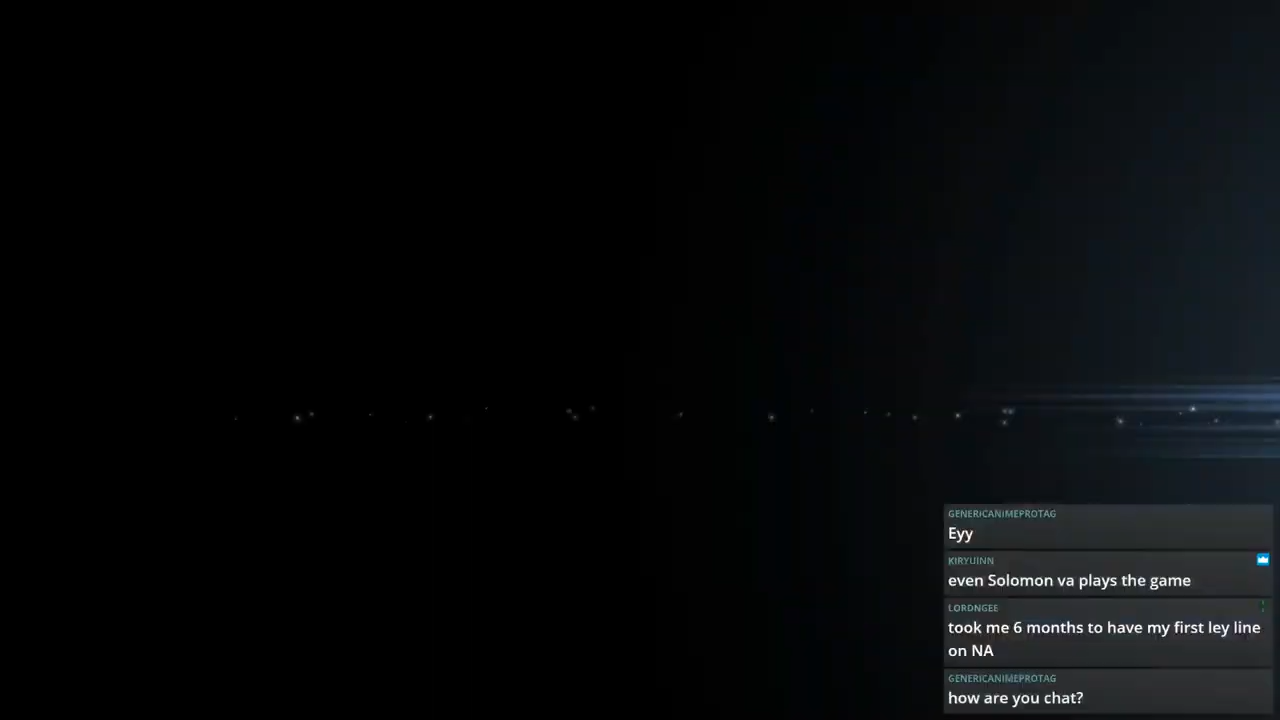 GENERICANIMEPROTAG
Eyy
KIRYUINN
even Solomon va plays the game
LORDNGEE
took me 6 months to have my first ley line
on NA
GENERICANIMEPROTAG
how are you chat?